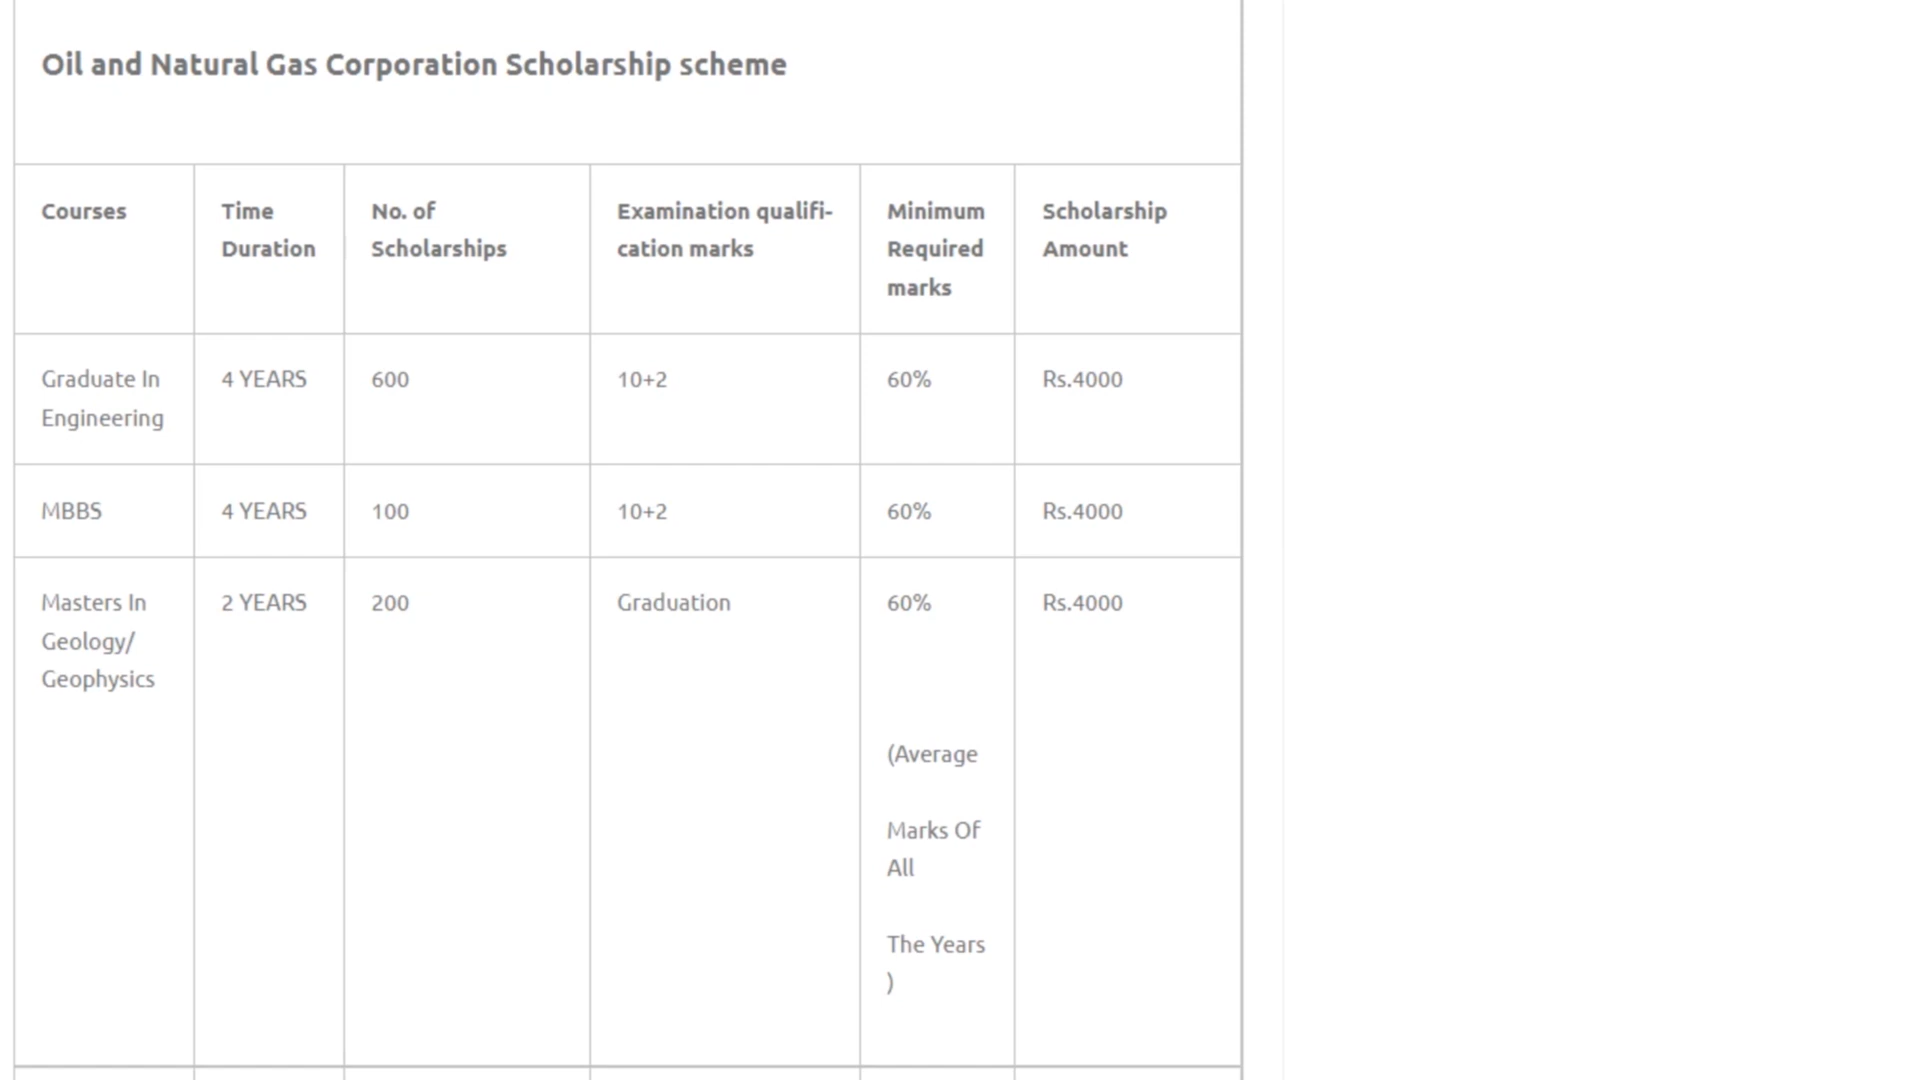 Oil and Natural Gas Corporation Scholarship scheme
Courses
Time
Duration
No. of
Scholarships
Examination qualifi-
cation marks
Minimum
Required
marks
Scholarship
Amount
Graduate In
Engineering
4 YEARS
600
10+2
60%
Rs.4000
MBBS
4 YEARS
100
10+2
60%
Rs.4000
Masters In
Geology/
Geophysics
2 YEARS
200
Graduation
60%
(Average
Marks Of
All
The Years
)
Rs.4000